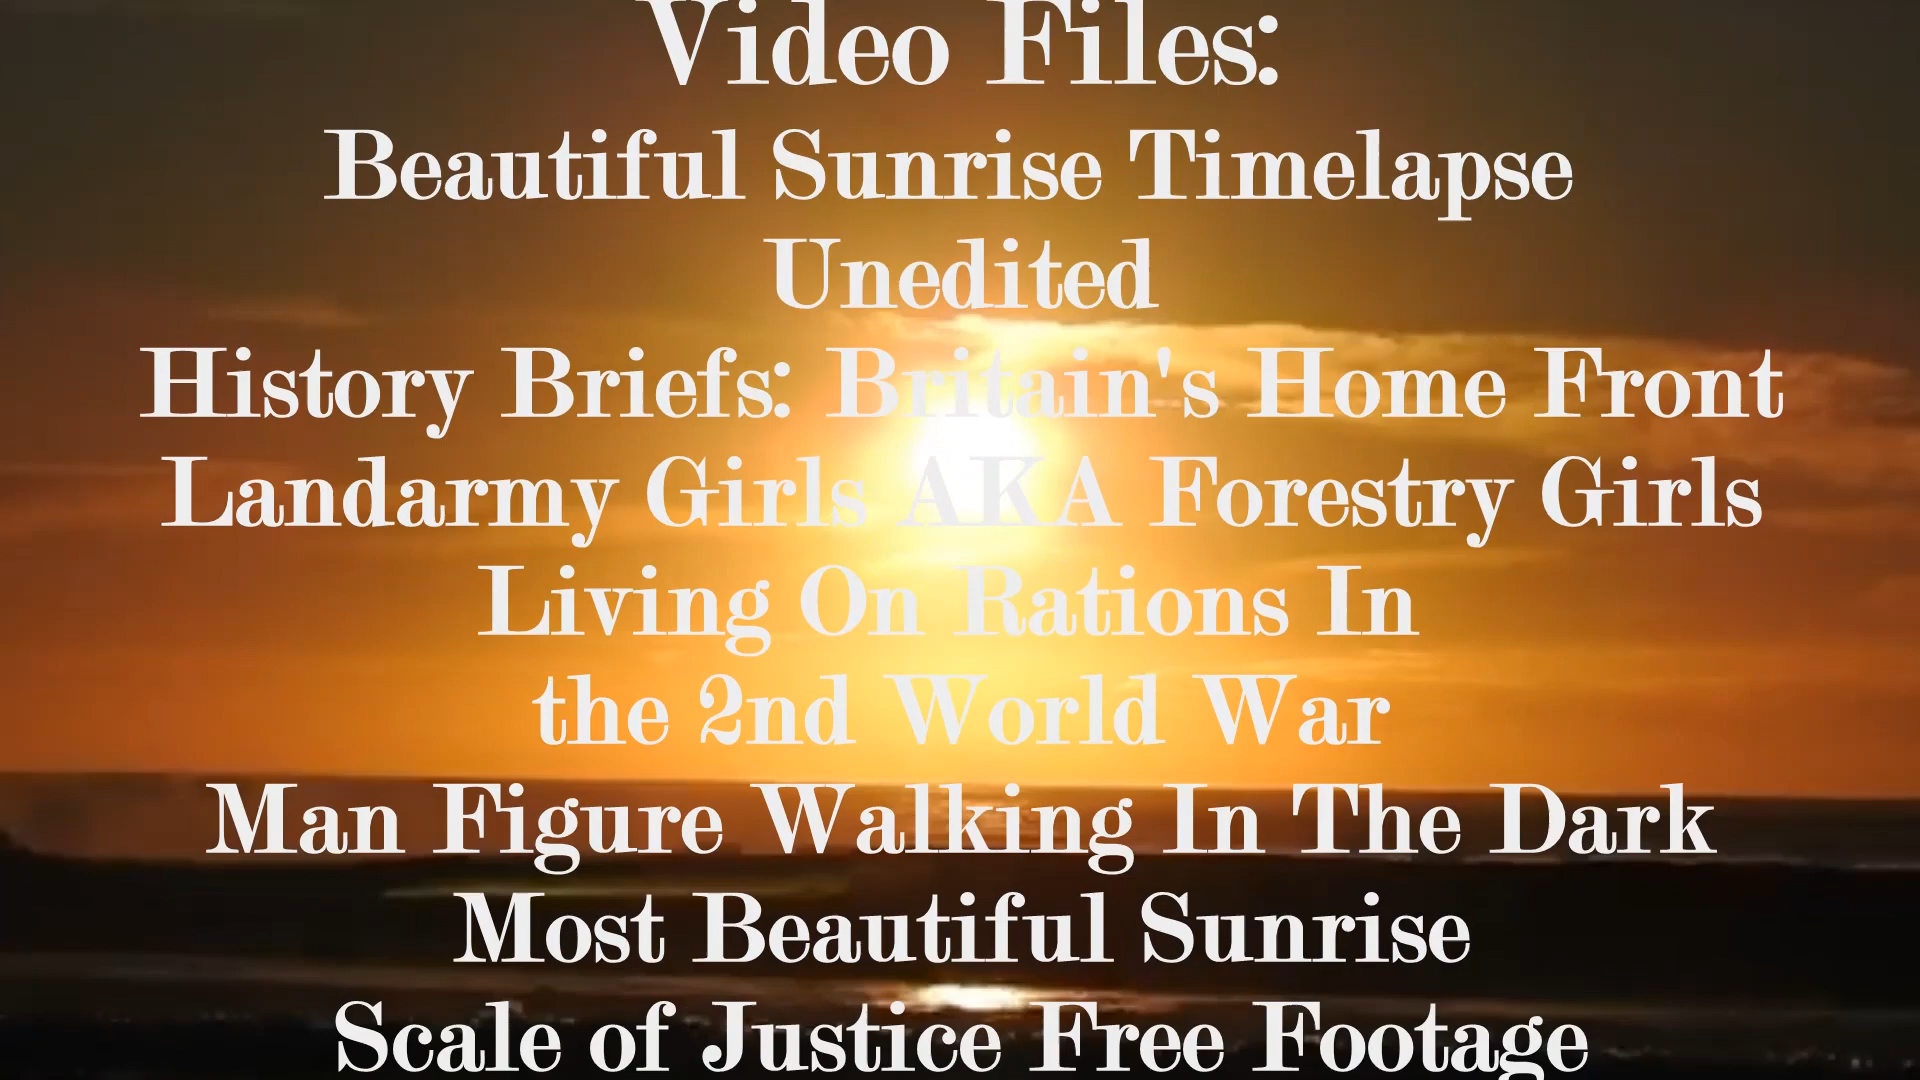 Video Files:
Beautiful Sunrise Timelapse
Unedited
History Briefs: Britain's Home Front
Landarmy Girls AKA Forestry Girls
Living On Rations In
the 2nd World War
Man Figure Walking In The Dark
Most Beautiful Sunrise
Scale of Justice Free Footage